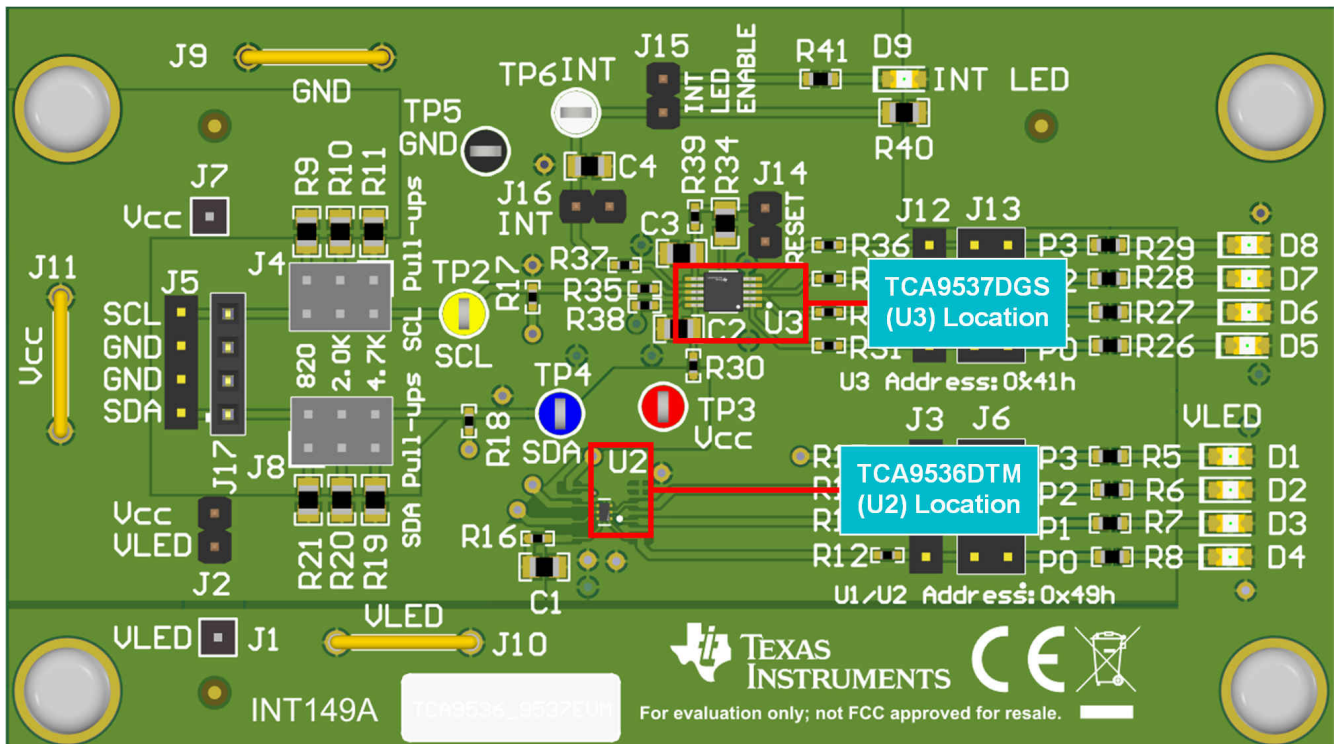 J9
GND
TP6 INT
J15
INT
LED
ENABLE
R41
D9
INT LED
R40
TP5
GND
C4
J16
INT
R39
R34
J14
RESET
C3
J7
Vcc
R9
R10
R11
SCL Pull-ups
J4
J11
Vcc
J5
SCL
GND
GND
SDA
J17
820
2.0K
4.7K
TP2
SCL
R17
R37
R35
R38
C2
U3
R30
TCA9537DGS
(U3) Location
J12
J13
R36
P3
R29
D8
R28
D7
R27
D6
R31
P0
R26
D5
U3 Address:0x41h
TP4
SDA
TP3
Vcc
R18
J8
SDA Pull-ups
R21
R20
R19
U2
R16
C1
TCA9536DTM
(U2) Location
J3
J6
VLED
P3
R5
D1
P2
R6
D2
P1
R7
D3
R12
P0
R8
D4
U1/U2 Address:0x49h
Vcc
VLED
J2
VLED
J1
VLED
J10
INT149A
TCA9536_9537EVM
TEXAS
INSTRUMENTS
CE
For evaluation only; not FCC approved for resale.